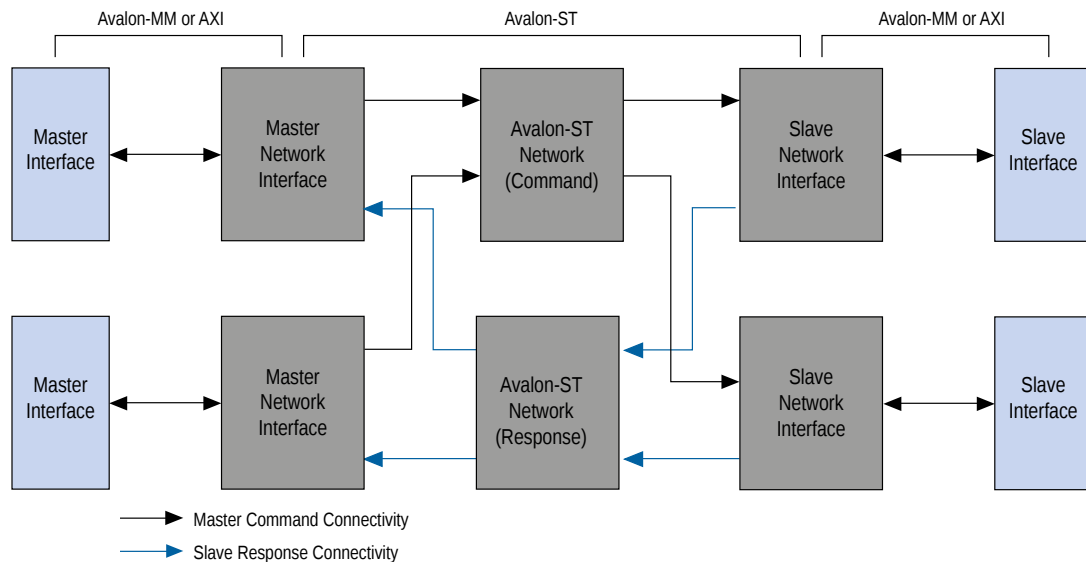 Avalon-MM or AXI
Avalon-ST
Avalon-MM or AXI
Master
Interface
Master
Network
Interface
Avalon-ST
Network
(Command)
Slave
Network
Interface
Slave
Interface
Master
Interface
Master
Network
Interface
Avalon-ST
Network
(Response)
Slave
Network
Interface
Slave
Interface
Master Command Connectivity
Slave Response Connectivity